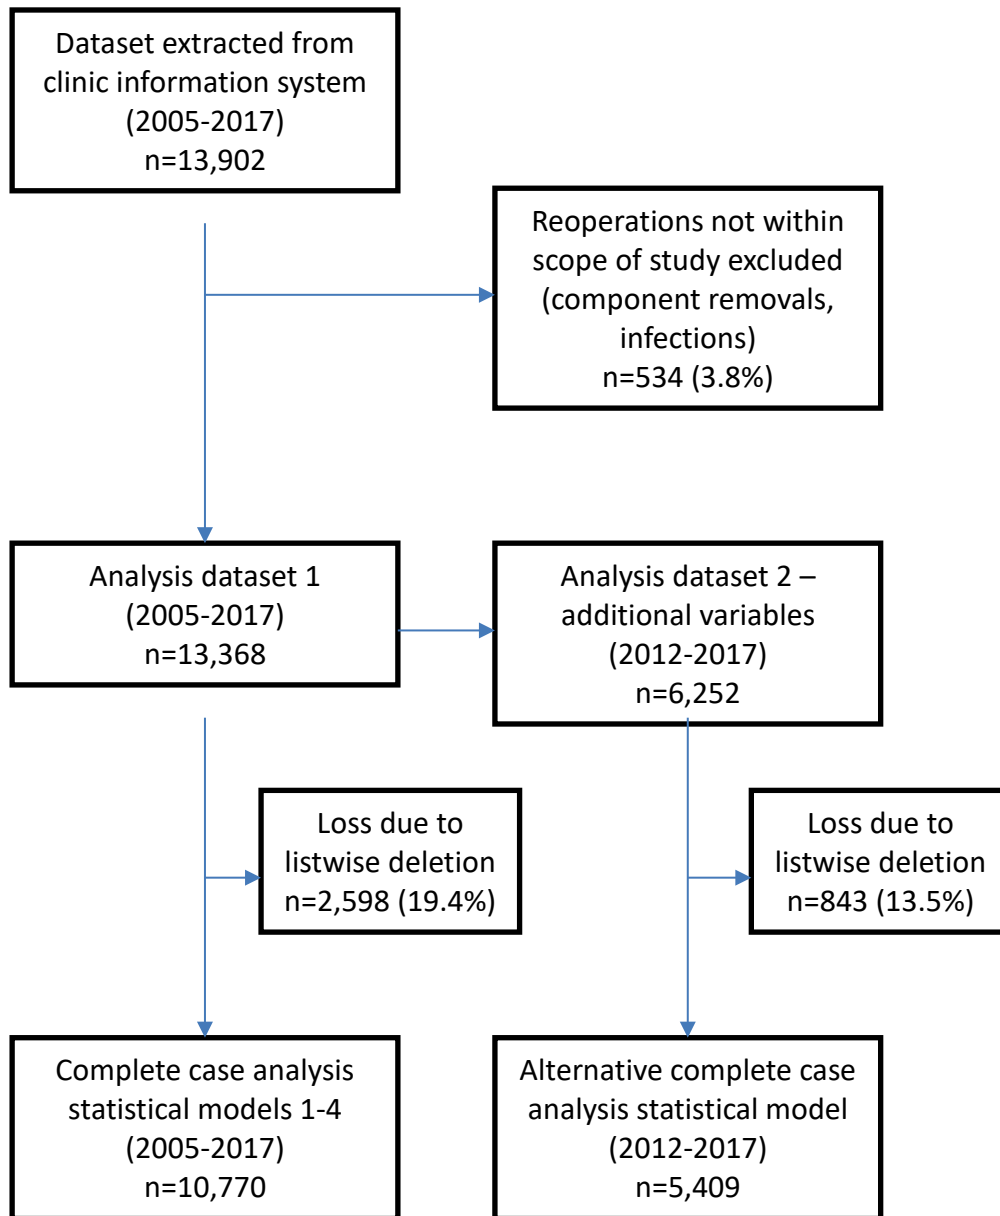 Dataset extracted from
clinic information system
(2005-2017)
n=13,902
Reoperations not within
scope of study excluded
(component removals,
infections)
n=534 (3.8%)
Analysis dataset 1
(2005-2017)
n=13,368
Analysis dataset 2 –
additional variables
(2012-2017)
n=6,252
Loss due to
listwise deletion
n=2,598 (19.4%)
Loss due to
listwise deletion
n=843 (13.5%)
Complete case analysis
statistical models 1-4
(2005-2017)
n=10,770
Alternative complete case
analysis statistical model
(2012-2017)
n=5,409